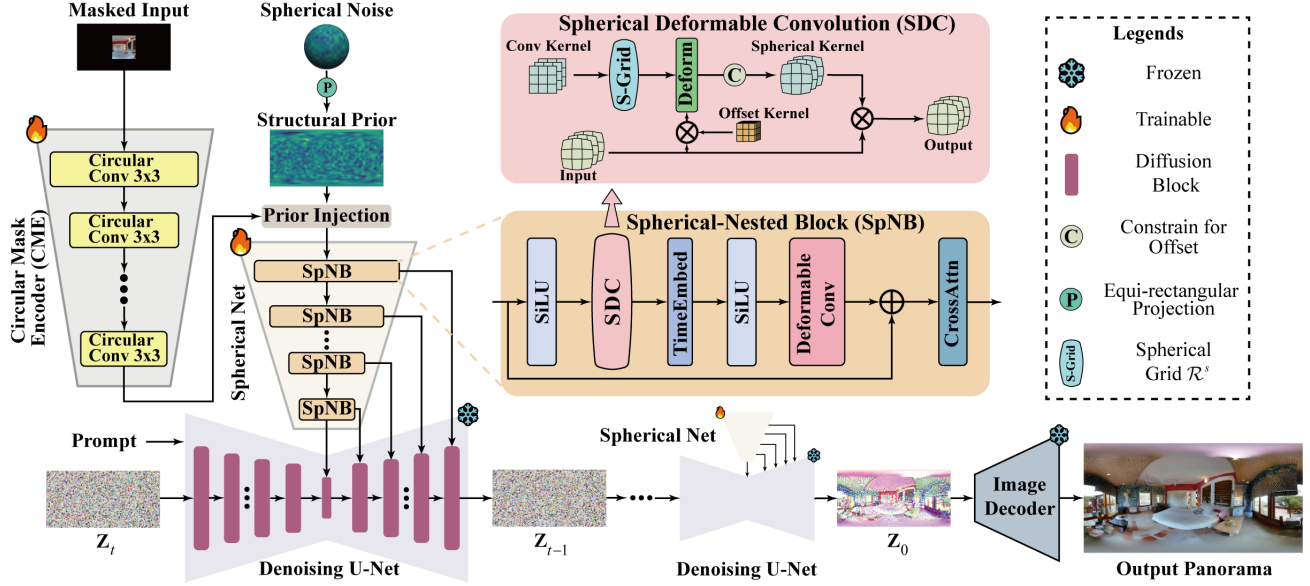 Masked Input
Spherical Noise
P
Structural Prior
Prior Injection
Circular
Conv 3x3
Circular
Conv 3x3
Circular
Conv 3x3
Circular Mask
Encoder (CME)
Spherical Net
SpNB
SpNB
SpNB
SpNB
Spherical Deformable Convolution (SDC)
Conv Kernel
S-Grid
Deform
C
Spherical Kernel
Offset Kernel
Input
Output
Spherical-Nested Block (SpNB)
SiLU
SDC
TimeEmbed
SiLU
Deformable
Conv
CrossAttn
Legends
Frozen
Trainable
Diffusion
Block
C
Constrain for
Offset
P
Equi-rectangular
Projection
S-Grid
Spherical
Grid ℛˢ
Prompt
Zₜ
Denoising U-Net
Zₜ₋₁
Spherical Net
Denoising U-Net
Z₀
Image
Decoder
Output Panorama